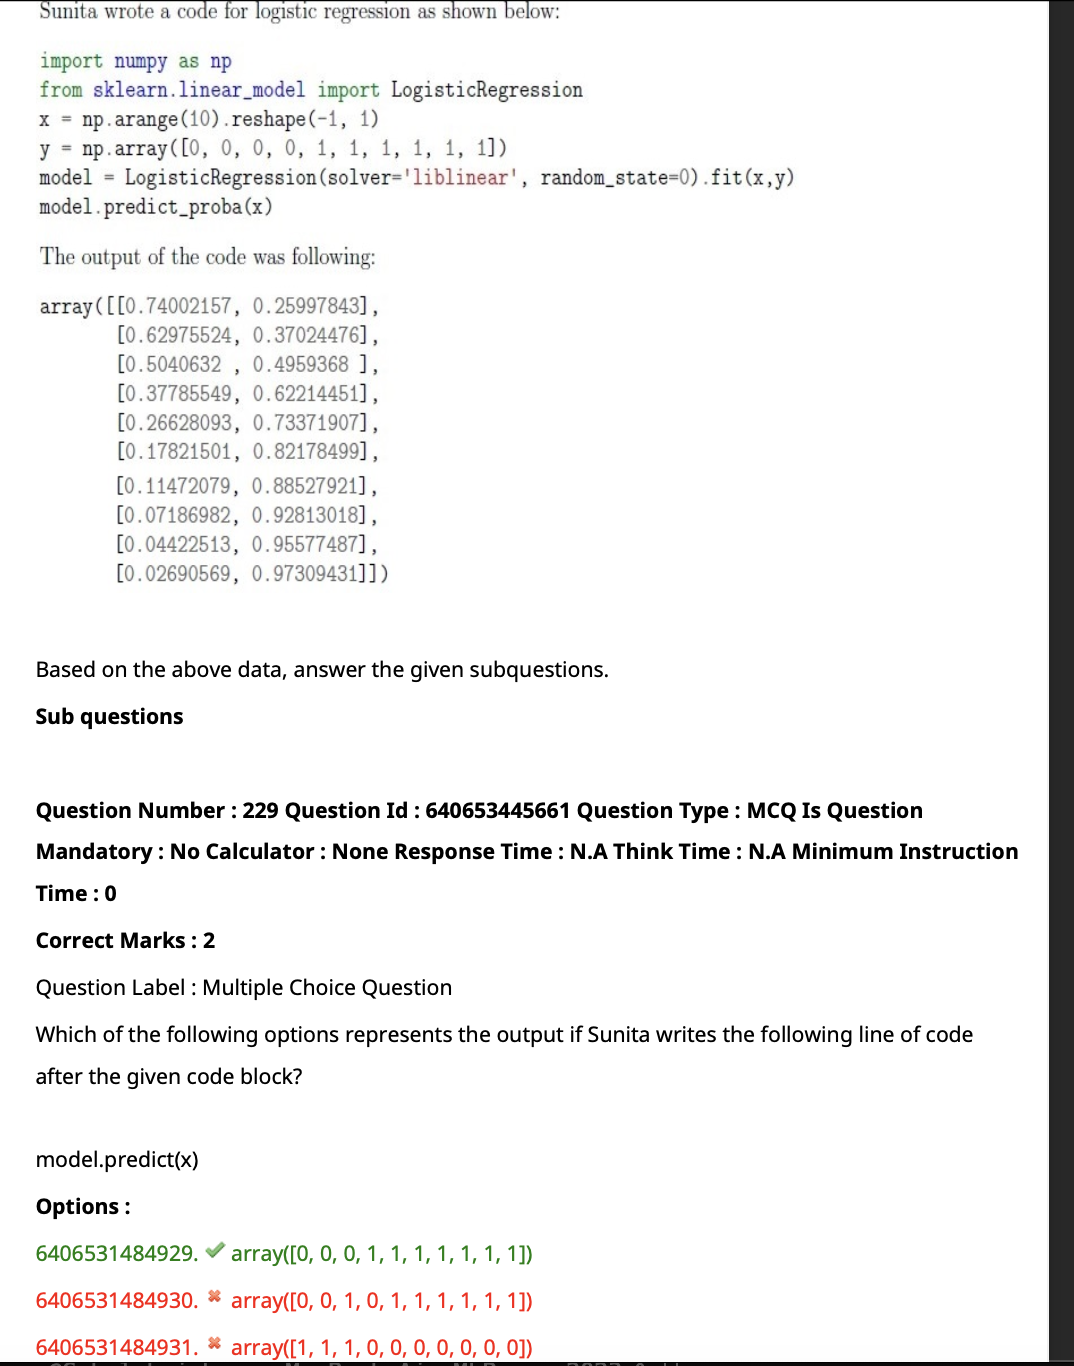 Sunita wrote a code for logistic regression as shown below:
import numpy as np
from sklearn.linear_model import LogisticRegression
x = np.arange(10).reshape(-1, 1)
y = np.array([0, 0, 0, 0, 1, 1, 1, 1, 1, 1])
model = LogisticRegression(solver='liblinear', random_state=0).fit(x,y)
model.predict_proba(x)
The output of the code was following:
array([[0.74002157, 0.25997843],
[0.62975524, 0.37024476],
[0.5040632 , 0.4959368 ],
[0.37785549, 0.62214451],
[0.26628093, 0.73371907],
[0.17821501, 0.82178499],
[0.11472079, 0.88527921],
[0.07186982, 0.92813018],
[0.04422513, 0.95577487],
[0.02690569, 0.97309431]])
Based on the above data, answer the given subquestions.
Sub questions
Question Number : 229 Question Id : 640653445661 Question Type : MCQ Is Question
Mandatory : No Calculator : None Response Time : N.A Think Time : N.A Minimum Instruction
Time : 0
Correct Marks : 2
Question Label : Multiple Choice Question
Which of the following options represents the output if Sunita writes the following line of code
after the given code block?
model.predict(x)
Options :
6406531484929. ✔ array([0, 0, 0, 1, 1, 1, 1, 1, 1, 1])
6406531484930. ✖ array([0, 0, 1, 0, 1, 1, 1, 1, 1, 1])
6406531484931. ✖ array([1, 1, 1, 0, 0, 0, 0, 0, 0, 0])